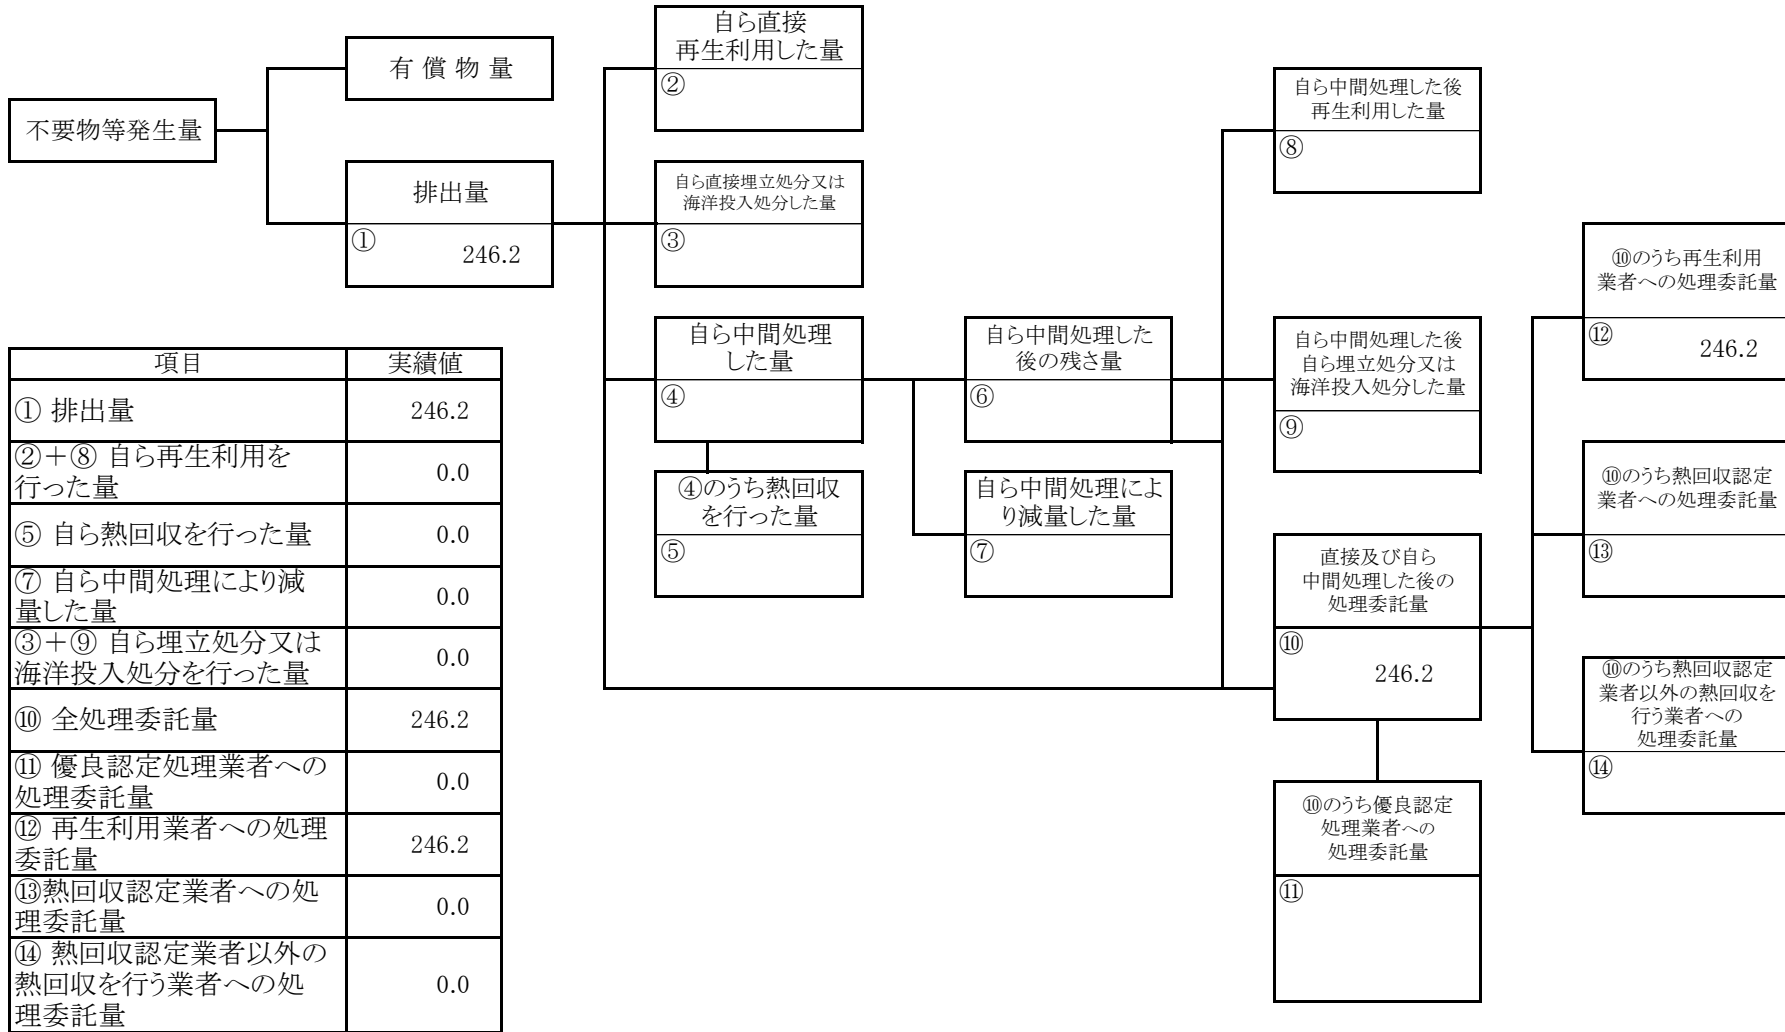 不要物等発生量
有償物量
排出量
①
246.2
自ら直接
再生利用した量
②
自ら直接埋立処分又は
海洋投入処分した量
③
自ら中間処理
した量
④
④のうち熱回収
を行った量
⑤
自ら中間処理した
後の残さ量
⑥
自ら中間処理によ
り減量した量
⑦
自ら中間処理した後
再生利用した量
⑧
自ら中間処理した後
自ら埋立処分又は
海洋投入処分した量
⑨
直接及び自ら
中間処理した後の
処理委託量
⑩
246.2
⑩のうち優良認定
処理業者への
処理委託量
⑪
⑩のうち再生利用
業者への処理委託量
⑫
246.2
⑩のうち熱回収認定
業者への処理委託量
⑬
⑩のうち熱回収認定
業者以外の熱回収を
行う業者への
処理委託量
⑭
項目 実績値
① 排出量 246.2
②＋⑧ 自ら再生利用を
行った量 0.0
⑤ 自ら熱回収を行った量 0.0
⑦ 自ら中間処理により減
量した量 0.0
③＋⑨ 自ら埋立処分又は
海洋投入処分を行った量 0.0
⑩ 全処理委託量 246.2
⑪ 優良認定処理業者への
処理委託量 0.0
⑫ 再生利用業者への処理
委託量 246.2
⑬熱回収認定業者への処
理委託量 0.0
⑭ 熱回収認定業者以外の
熱回収を行う業者への処
理委託量 0.0